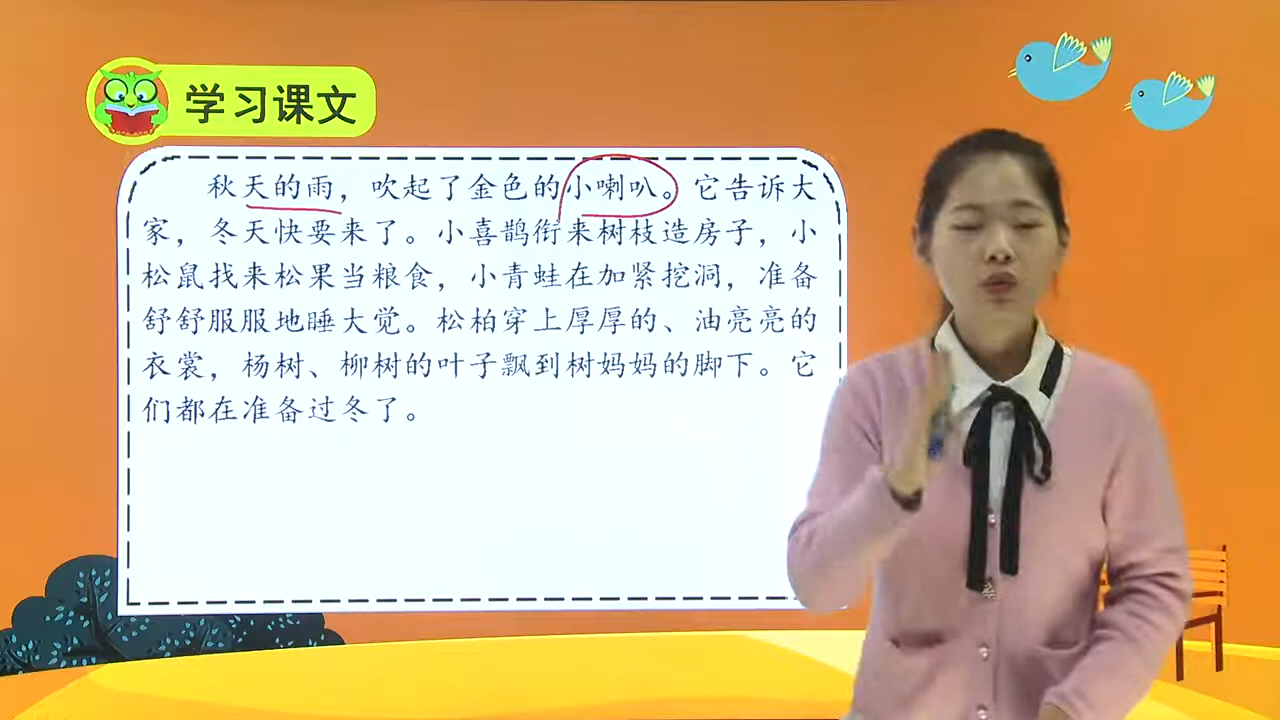 学习课文
秋天的雨，吹起了金色的小喇叭。它告诉大
家，冬天快要来了。小喜鹊衔来树枝造房子，小
松鼠找来松果当粮食，小青蛙在加紧挖洞，准备
舒舒服服地睡大觉。松柏穿上厚厚的、油亮亮的
衣裳，杨树、柳树的叶子飘到树妈妈的脚下。它
们都在准备过冬了。